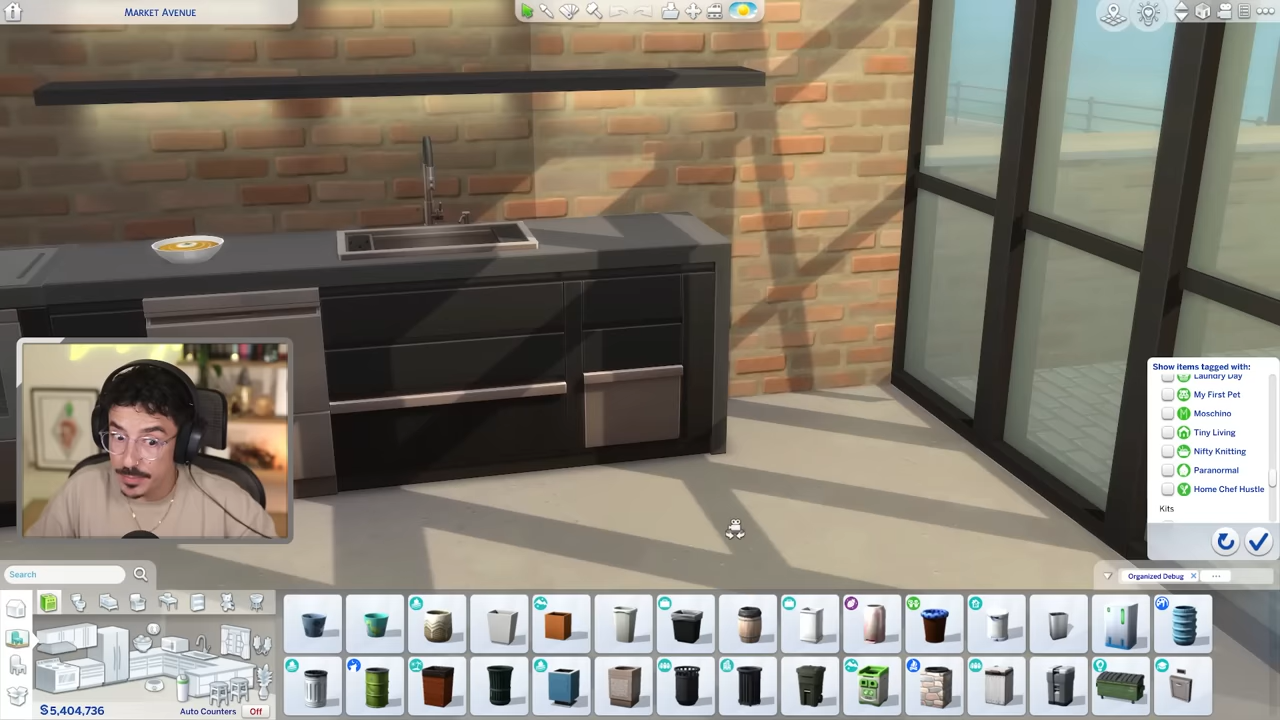 MARKET AVENUE
Show items tagged with:
Laundry Day
My First Pet
Moschino
Tiny Living
Nifty Knitting
Paranormal
Home Chef Hustle
Kits
Search
Organized Debug
§5,404,736
Auto Counters
Off